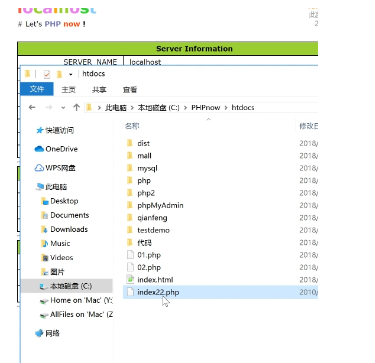 localhost
# Let's PHP now !
Server Information
SERVER_NAME localhost
htdocs
文件 主页 共享 查看
此电脑 > 本地磁盘 (C:) > PHPnow > htdocs
名称 修改日
快速访问
OneDrive
WPS网盘
此电脑
Desktop
Documents
Downloads
Music
Videos
图片
本地磁盘 (C:)
Home on 'Mac' (Y:
AllFiles on 'Mac' (Z
网络
dist 2018/
mall 2018/
mysql 2018/
php 2018/
php2 2018/
phpMyAdmin 2018/
qianfeng 2018/
testdemo 2018/
代码 2018/
01.php 2018/
02.php 2018/
index.html 2018/
index22.php 2010/